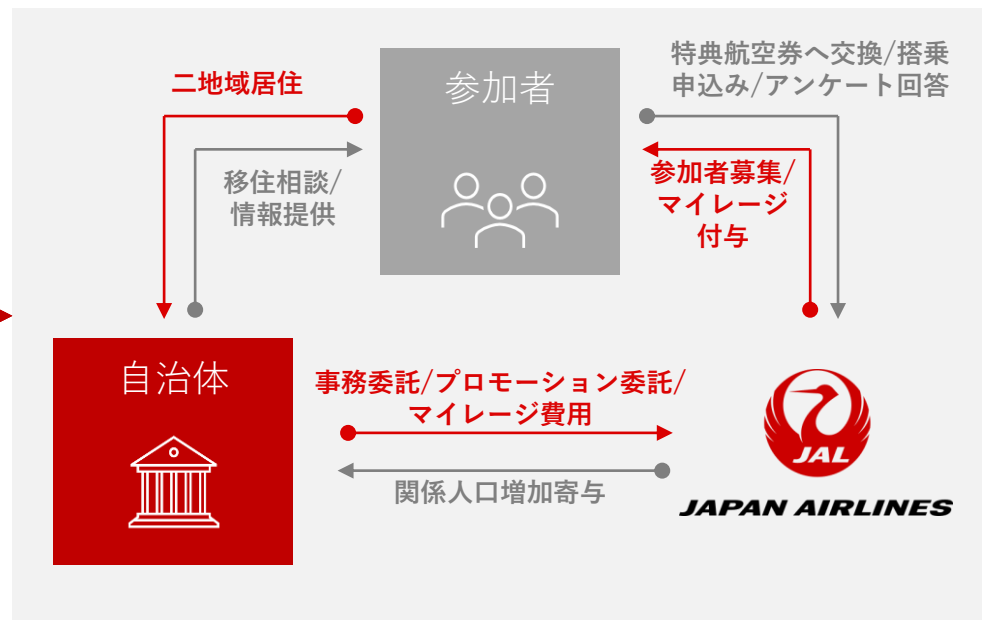 参加者
特典航空券へ交換/搭乗
申込み/アンケート回答
二地域居住
移住相談/
情報提供
参加者募集/
マイレージ
付与
自治体
事務委託/プロモーション委託/
マイレージ費用
関係人口増加寄与
JAL
JAPAN AIRLINES